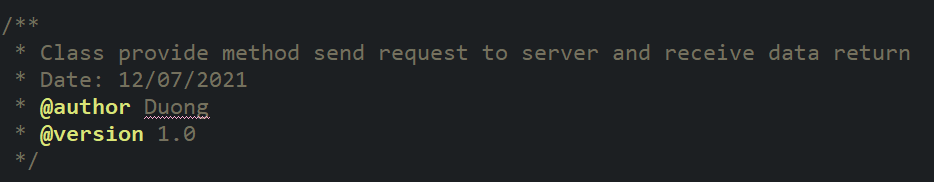 /**
 * Class provide method send request to server and receive data return
 * Date: 12/07/2021
 * @author Duong
 * @version 1.0
 */